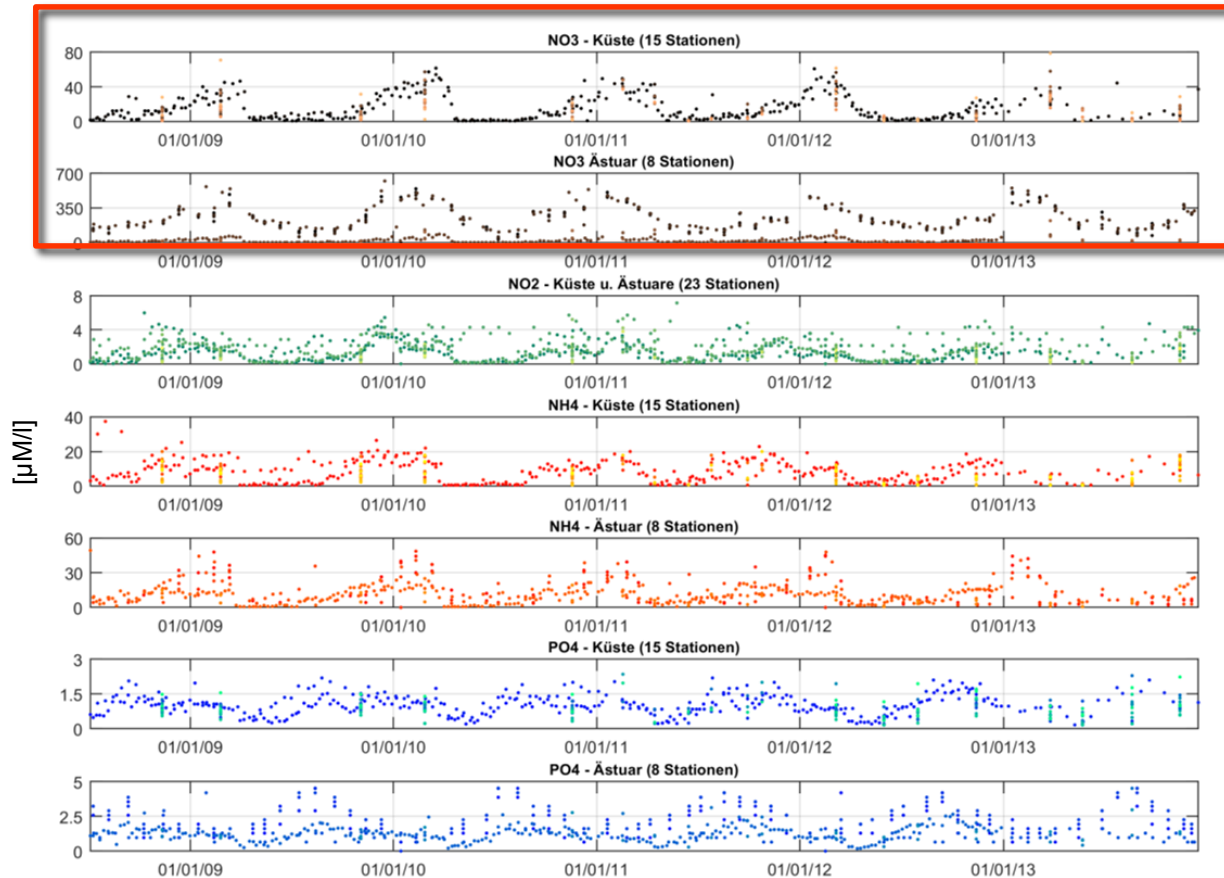 NO3 - Küste (15 Stationen)
80
40
0
01/01/09 01/01/10 01/01/11 01/01/12 01/01/13
NO3 Ästuar (8 Stationen)
700
350
0
01/01/09 01/01/10 01/01/11 01/01/12 01/01/13
NO2 - Küste u. Ästuare (23 Stationen)
8
4
0
01/01/09 01/01/10 01/01/11 01/01/12 01/01/13
NH4 - Küste (15 Stationen)
40
20
0
01/01/09 01/01/10 01/01/11 01/01/12 01/01/13
[µM/l]
NH4 - Ästuar (8 Stationen)
60
30
0
01/01/09 01/01/10 01/01/11 01/01/12 01/01/13
PO4 - Küste (15 Stationen)
3
1.5
0
01/01/09 01/01/10 01/01/11 01/01/12 01/01/13
PO4 - Ästuar (8 Stationen)
5
2.5
0
01/01/09 01/01/10 01/01/11 01/01/12 01/01/13